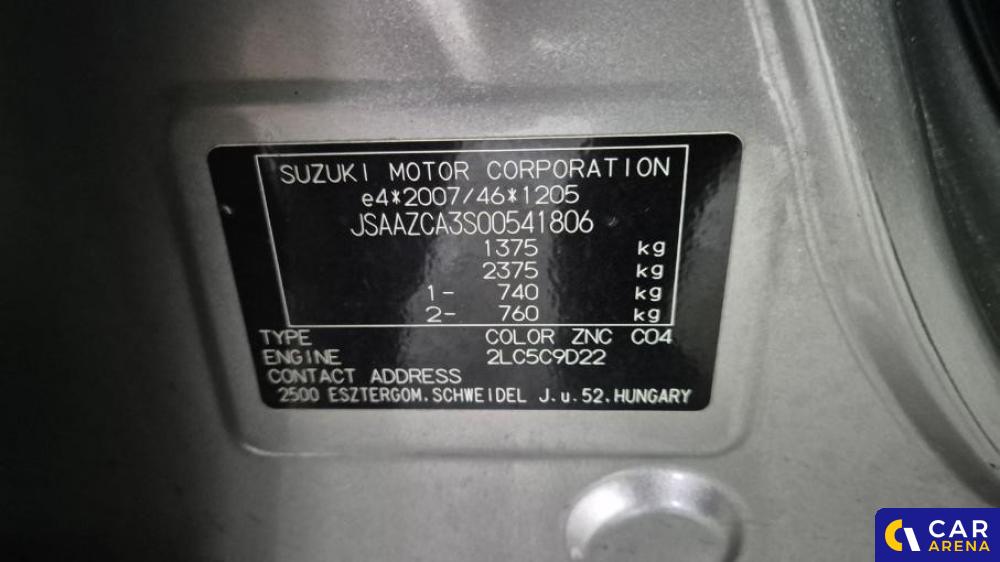 SUZUKI MOTOR CORPORATION
e4*2007/46*1205
JSAAZCA3S00541806
1375 kg
2375 kg
1- 740 kg
2- 760 kg
TYPE COLOR ZNC C04
ENGINE 2LC5C9D22
CONTACT ADDRESS
2500 ESZTERGOM.SCHWEIDEL J.u.52.HUNGARY
CAR
ARENA